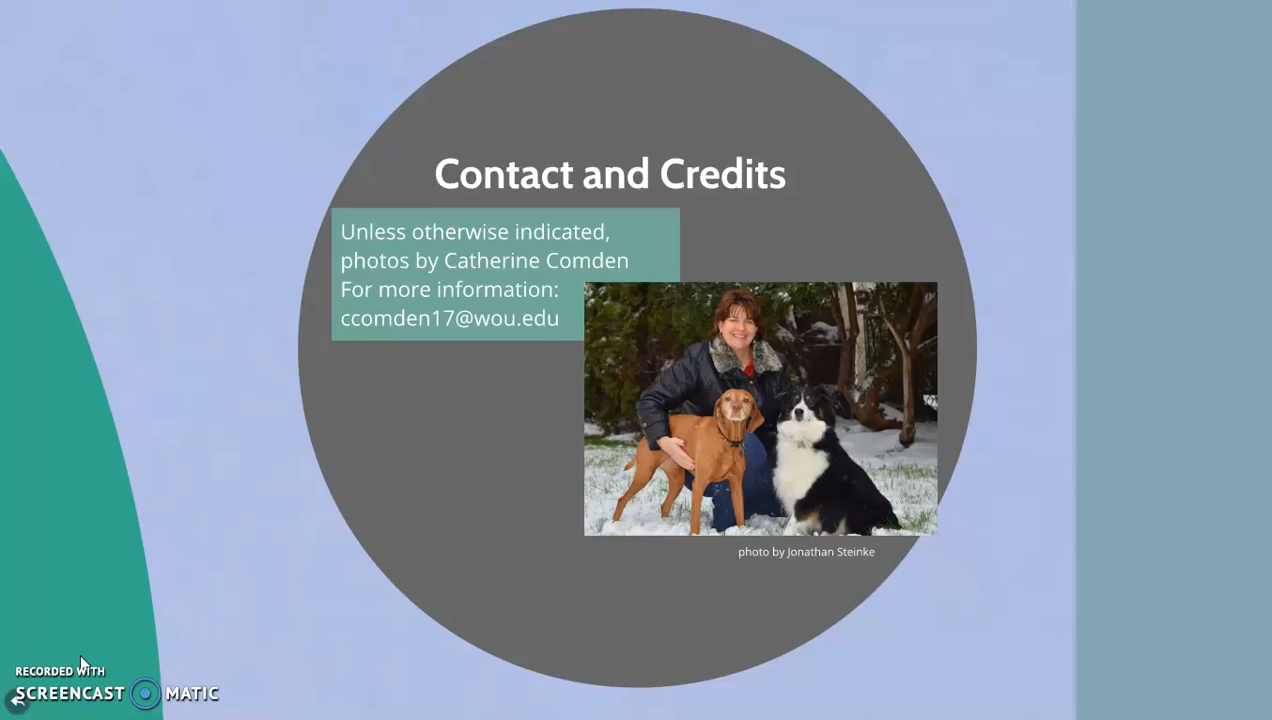 Contact and Credits
Unless otherwise indicated,
photos by Catherine Comden
For more information:
ccomden17@wou.edu
photo by Jonathan Steinke
RECORDED WITH
SCREENCAST MATIC